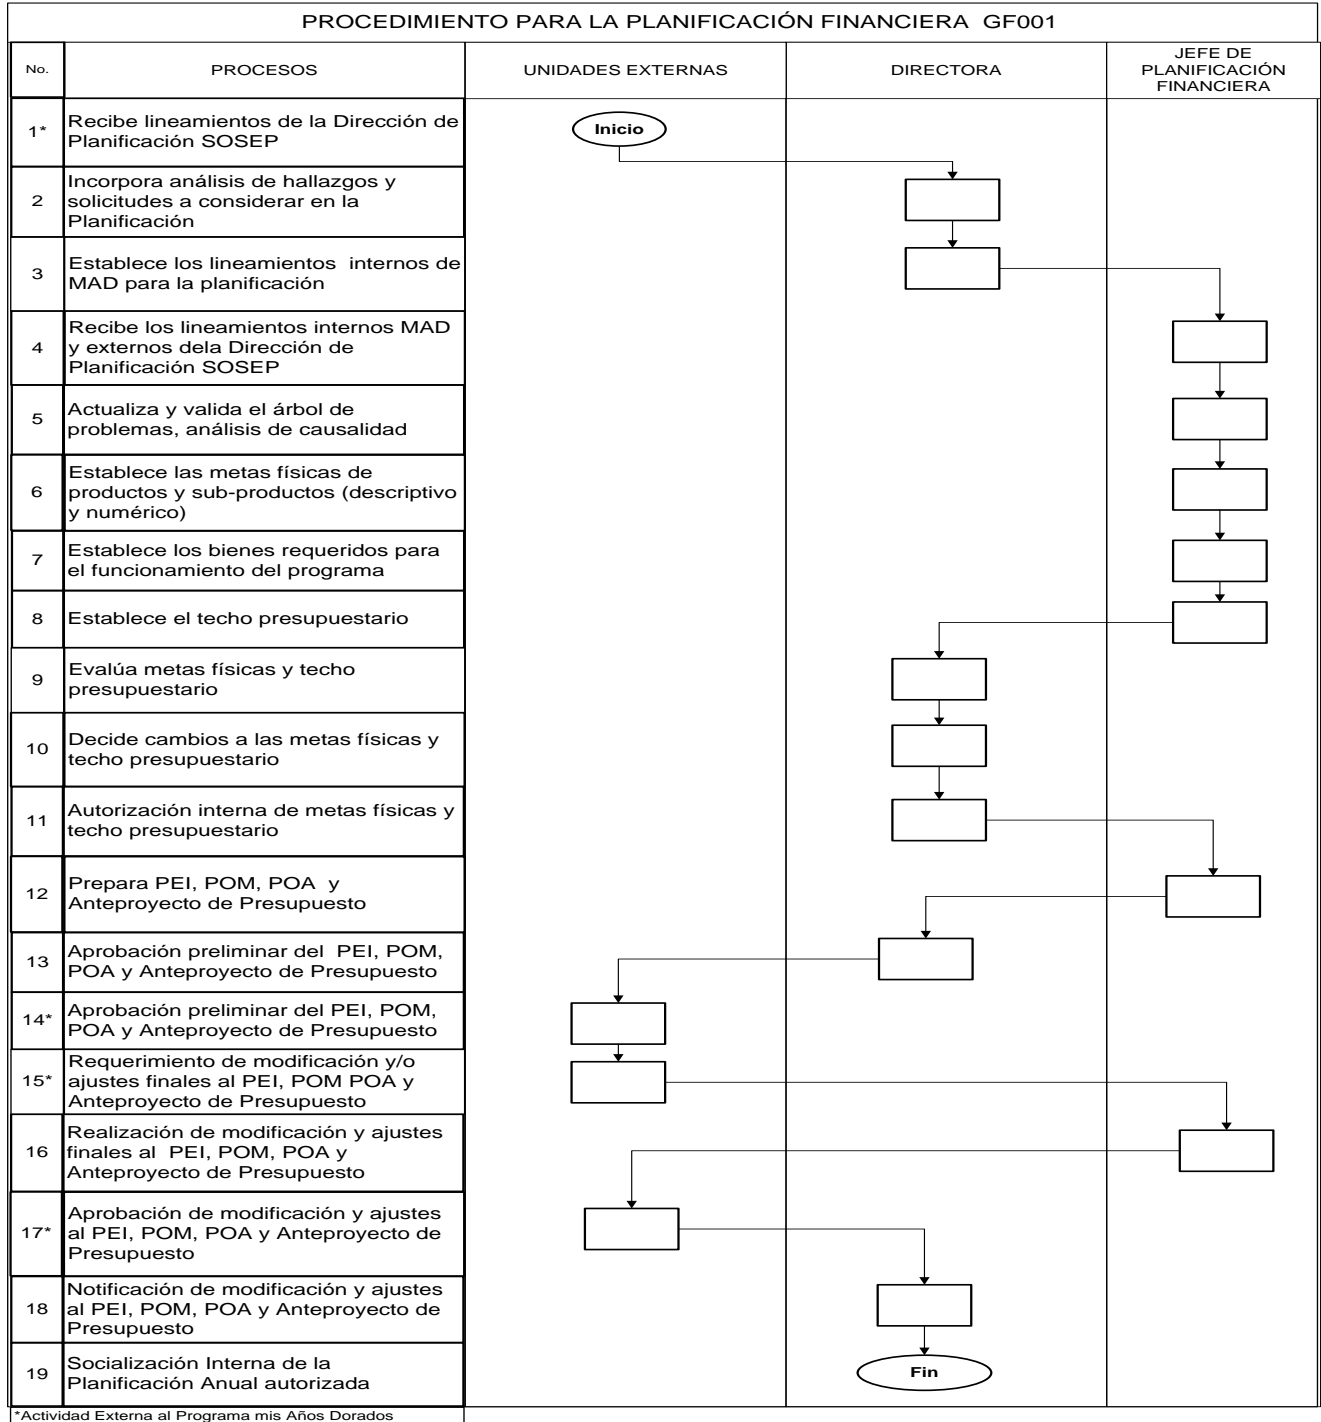 PROCEDIMIENTO PARA LA PLANIFICACIÓN FINANCIERA  GF001
No.
PROCESOS
UNIDADES EXTERNAS
DIRECTORA
JEFE DE
PLANIFICACIÓN
FINANCIERA
1*
Recibe lineamientos de la Dirección de
Planificación SOSEP
Inicio
2
Incorpora análisis de hallazgos y
solicitudes a considerar en la
Planificación
3
Establece los lineamientos  internos de
MAD para la planificación
4
Recibe los lineamientos internos MAD
y externos dela Dirección de
Planificación SOSEP
5
Actualiza y valida el árbol de
problemas, análisis de causalidad
6
Establece las metas físicas de
productos y sub-productos (descriptivo
y numérico)
7
Establece los bienes requeridos para
el funcionamiento del programa
8
Establece el techo presupuestario
9
Evalúa metas físicas y techo
presupuestario
10
Decide cambios a las metas físicas y
techo presupuestario
11
Autorización interna de metas físicas y
techo presupuestario
12
Prepara PEI, POM, POA  y
Anteproyecto de Presupuesto
13
Aprobación preliminar del  PEI, POM,
POA y Anteproyecto de Presupuesto
14*
Aprobación preliminar del PEI, POM,
POA y Anteproyecto de Presupuesto
15*
Requerimiento de modificación y/o
ajustes finales al PEI, POM POA y
Anteproyecto de Presupuesto
16
Realización de modificación y ajustes
finales al  PEI, POM, POA y
Anteproyecto de Presupuesto
17*
Aprobación de modificación y ajustes
al PEI, POM, POA y Anteproyecto de
Presupuesto
18
Notificación de modificación y ajustes
al PEI, POM, POA y Anteproyecto de
Presupuesto
19
Socialización Interna de la
Planificación Anual autorizada
Fin
*Actividad Externa al Programa mis Años Dorados